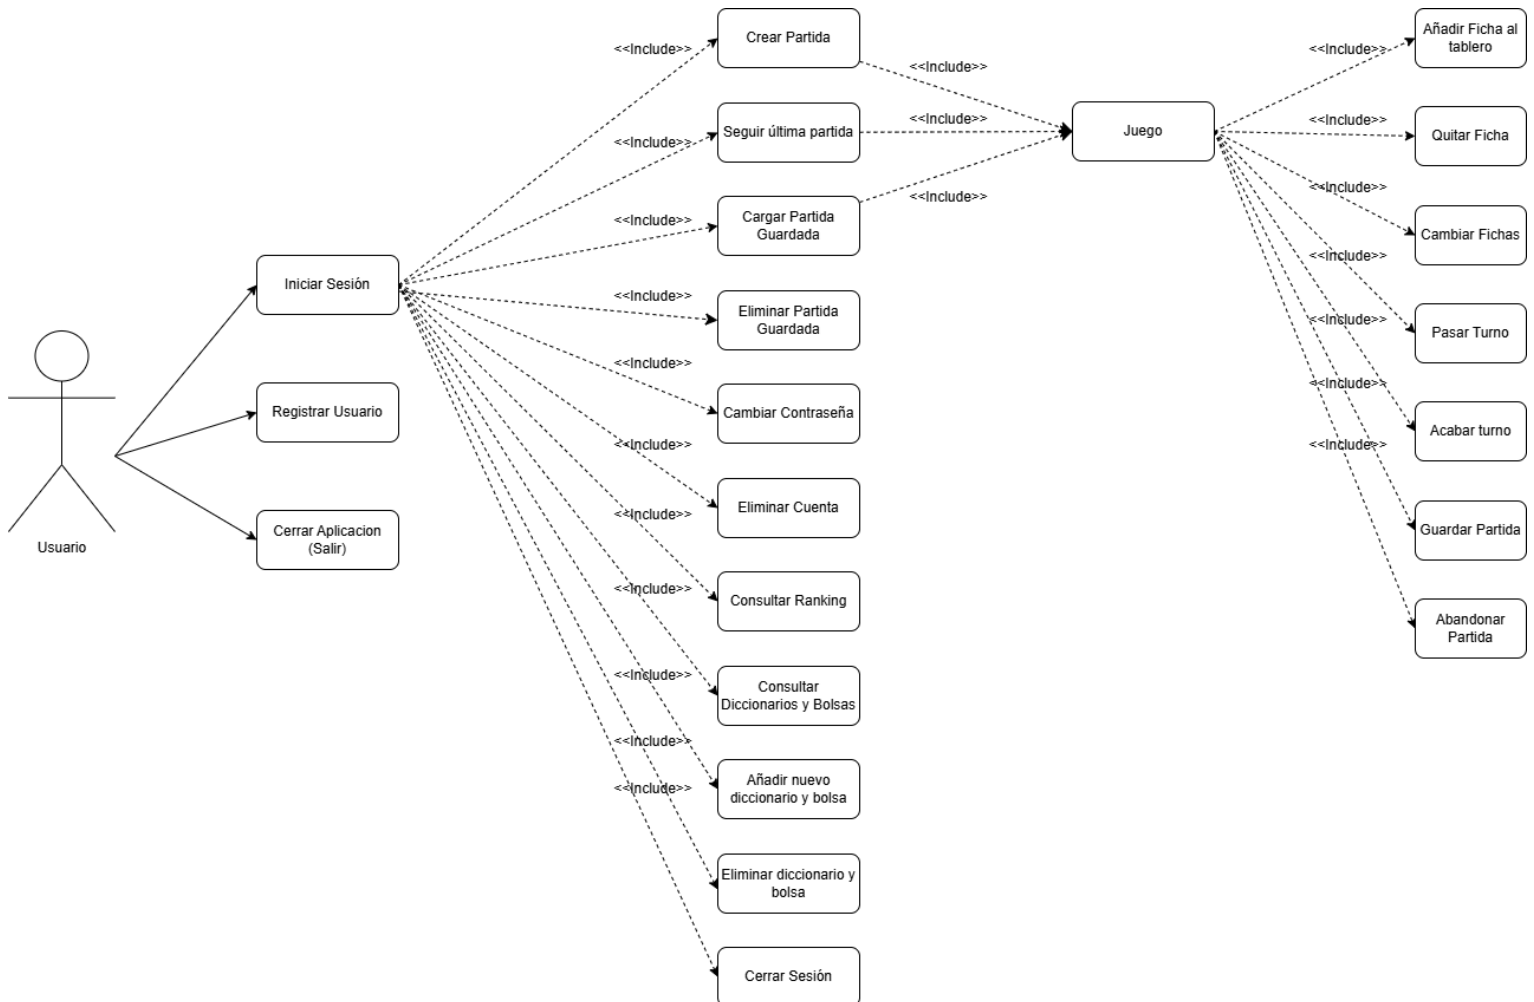 Usuario
Iniciar Sesión
Registrar Usuario
Cerrar Aplicacion
(Salir)
<<Include>>
<<Include>>
<<Include>>
<<Include>>
<<Include>>
<<Include>>
<<Include>>
<<Include>>
<<Include>>
<<Include>>
<<Include>>
Crear Partida
Seguir última partida
Cargar Partida
Guardada
Eliminar Partida
Guardada
Cambiar Contraseña
Eliminar Cuenta
Consultar Ranking
Consultar
Diccionarios y Bolsas
Añadir nuevo
diccionario y bolsa
Eliminar diccionario y
bolsa
Cerrar Sesión
<<Include>>
<<Include>>
<<Include>>
Juego
<<Include>>
<<Include>>
<<Include>>
<<Include>>
<<Include>>
<<Include>>
<<Include>>
Añadir Ficha al
tablero
Quitar Ficha
Cambiar Fichas
Pasar Turno
Acabar turno
Guardar Partida
Abandonar
Partida